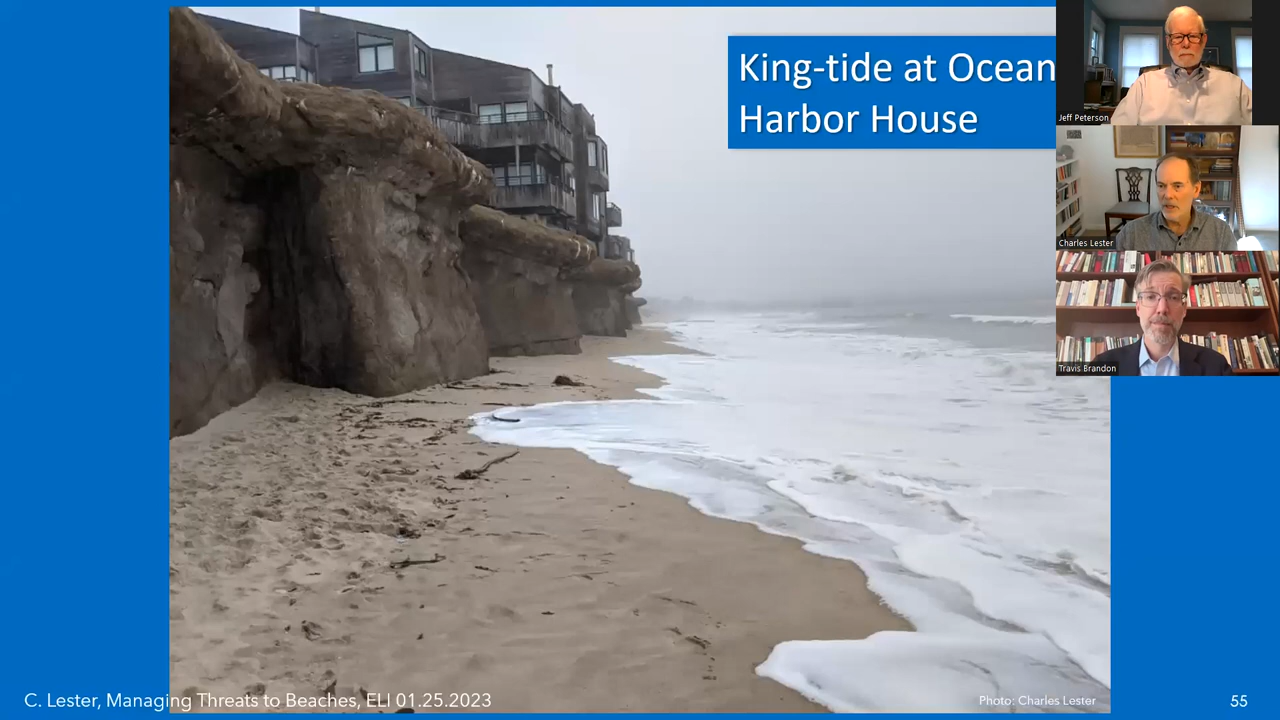 King-tide at Ocean
Harbor House
Jeff Peterson
Charles Lester
Travis Brandon
C. Lester, Managing Threats to Beaches, ELI 01.25.2023
Photo: Charles Lester
55